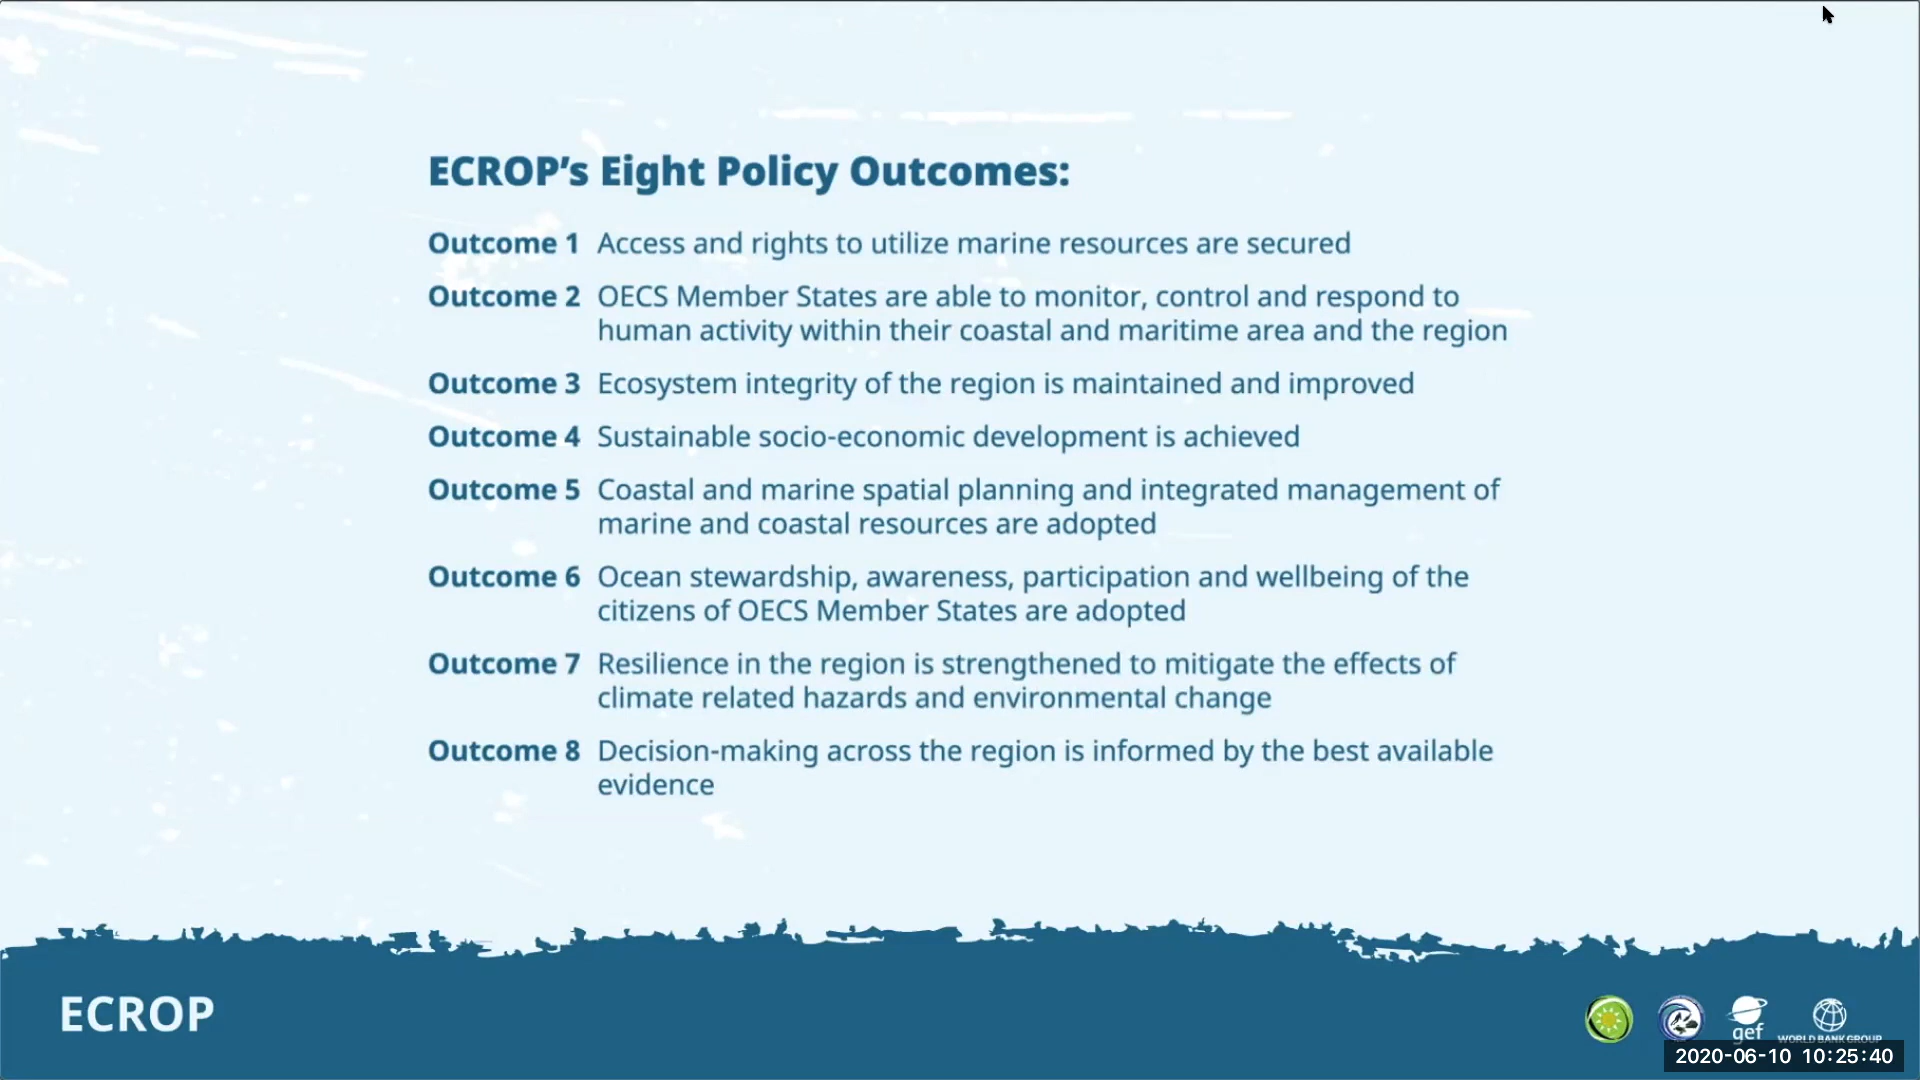 ECROP’s Eight Policy Outcomes:
Outcome 1 Access and rights to utilize marine resources are secured
Outcome 2 OECS Member States are able to monitor, control and respond to
human activity within their coastal and maritime area and the region
Outcome 3 Ecosystem integrity of the region is maintained and improved
Outcome 4 Sustainable socio-economic development is achieved
Outcome 5 Coastal and marine spatial planning and integrated management of
marine and coastal resources are adopted
Outcome 6 Ocean stewardship, awareness, participation and wellbeing of the
citizens of OECS Member States are adopted
Outcome 7 Resilience in the region is strengthened to mitigate the effects of
climate related hazards and environmental change
Outcome 8 Decision-making across the region is informed by the best available
evidence
ECROP
gef
WORLD BANK GROUP
2020-06-10 10:25:40